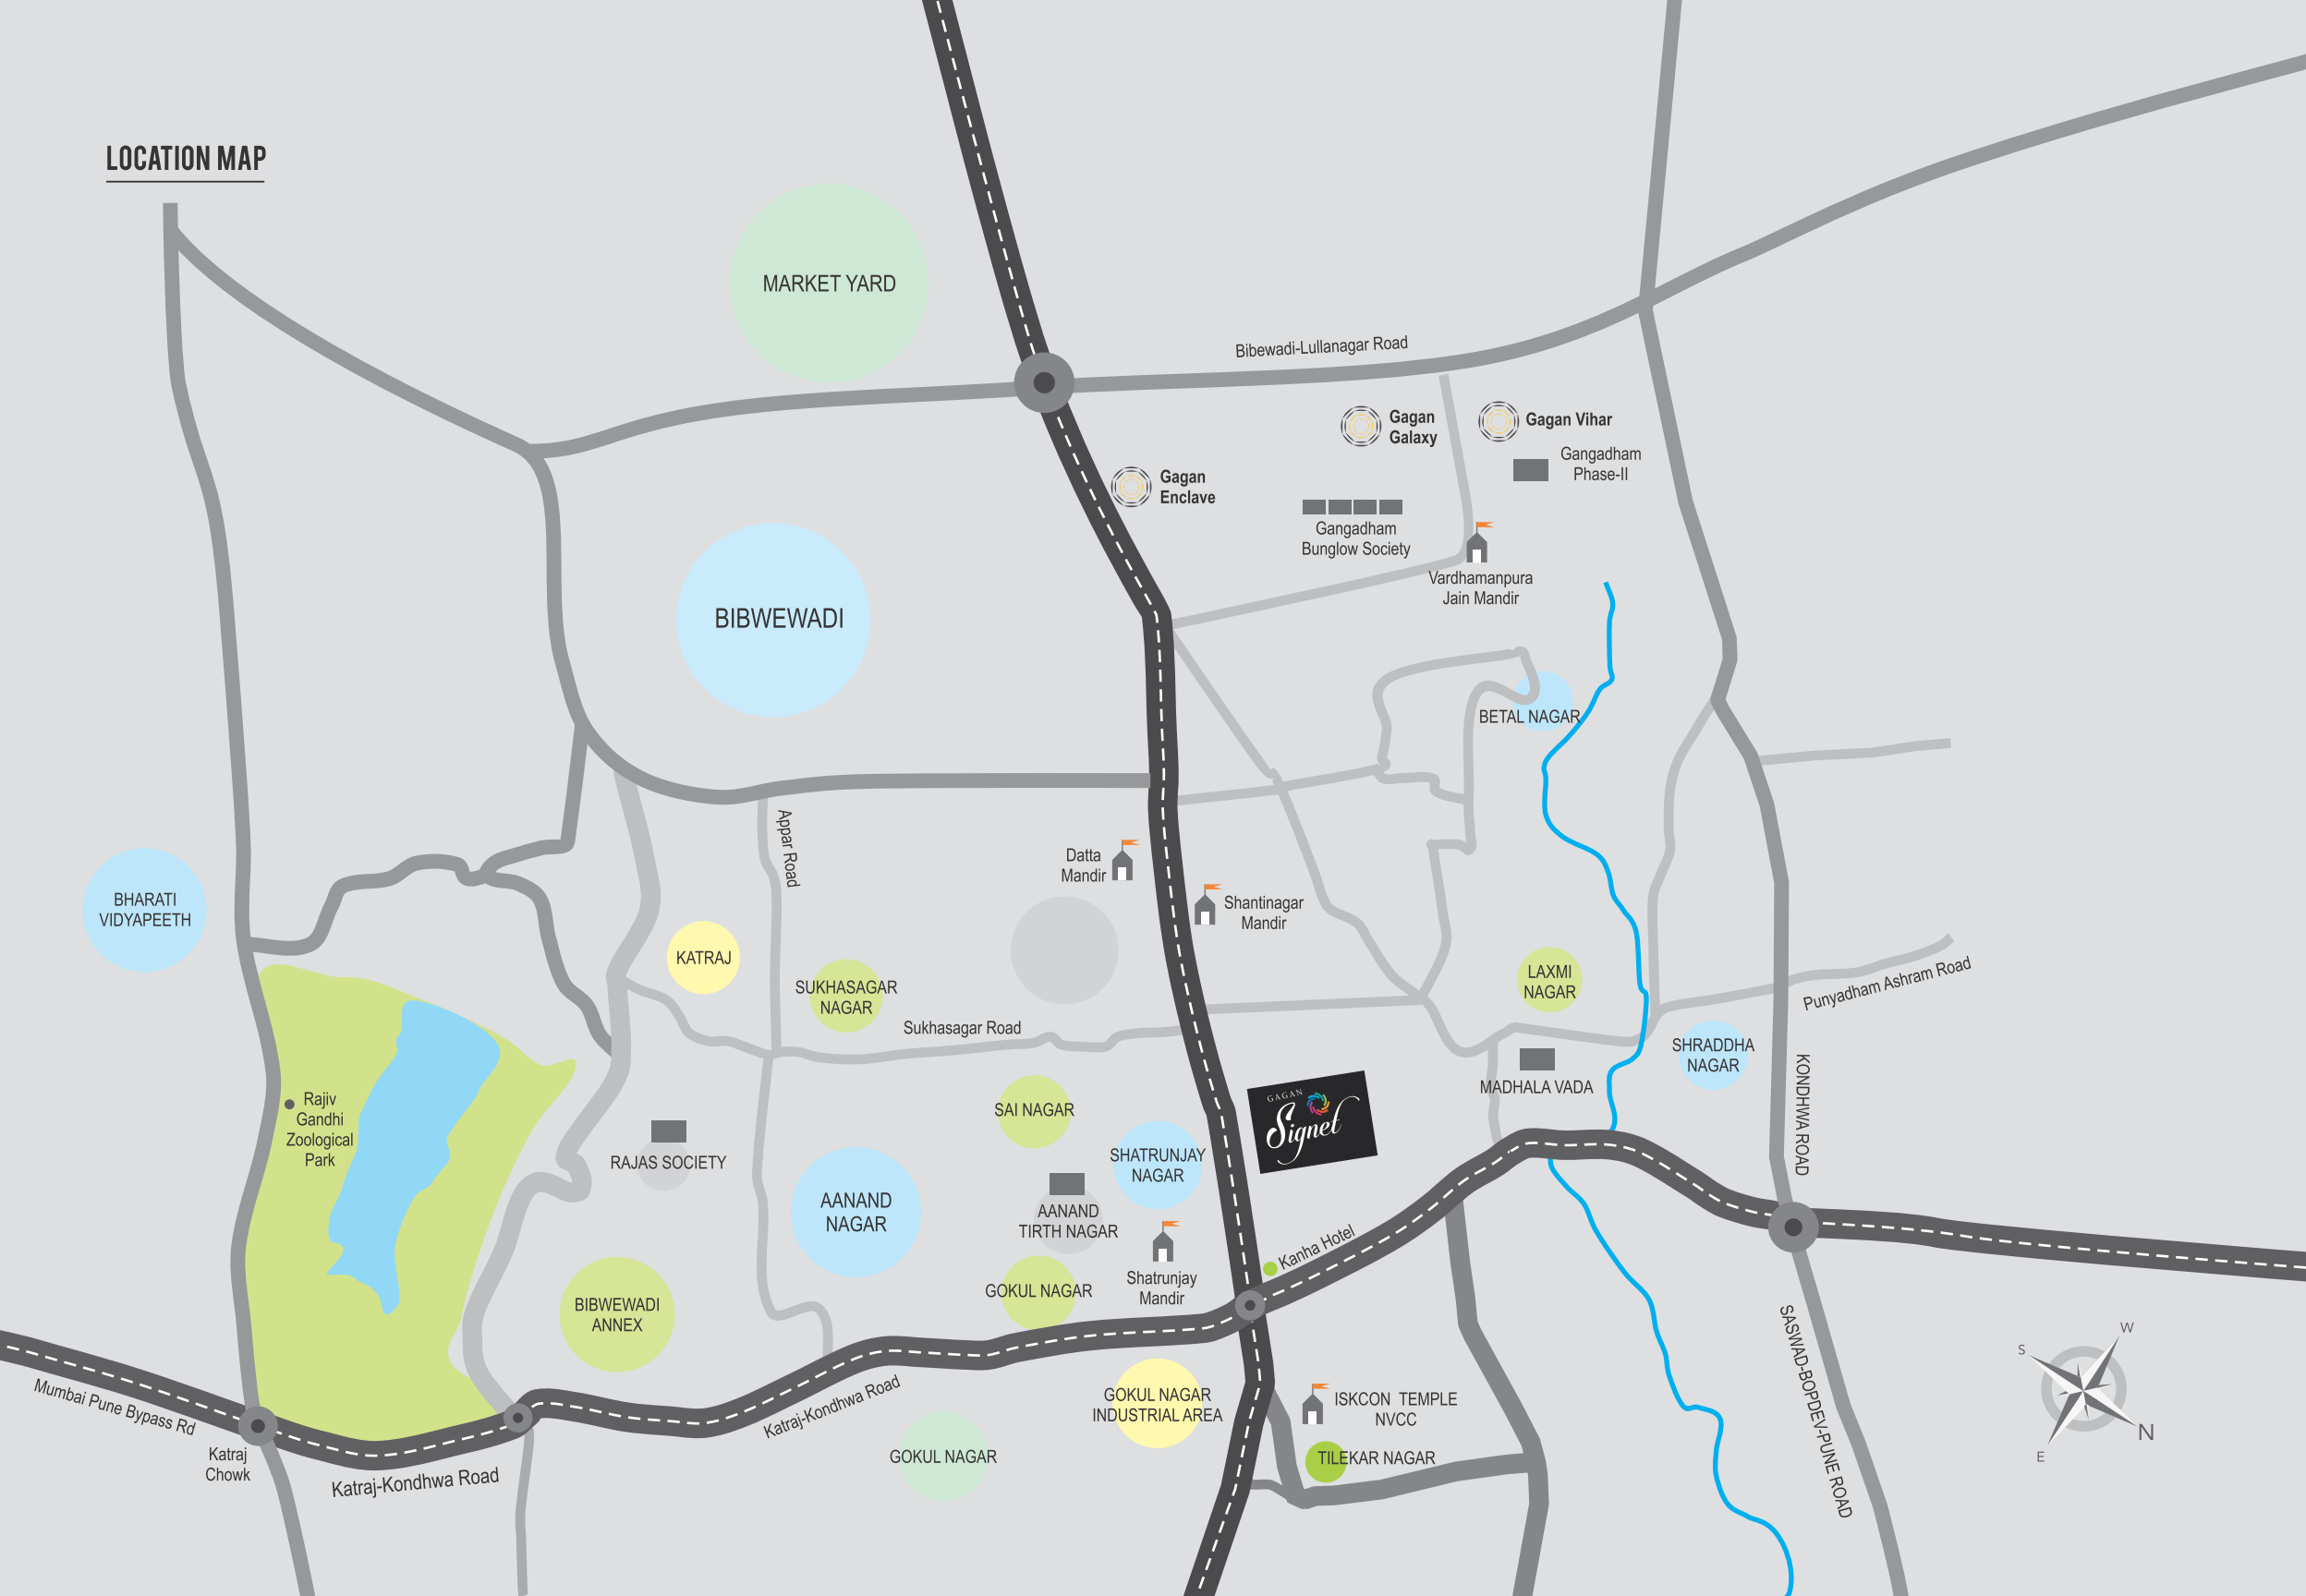 LOCATION MAP
MARKET YARD
Bibewadi-Lullanagar Road
Gagan
Galaxy
Gagan Vihar
Gangadham
Phase-II
Gagan
Enclave
Gangadham
Bunglow Society
Vardhamanpura
Jain Mandir
BIBWEWADI
BETAL NAGAR
Appar Road
Datta
Mandir
Shantinagar
Mandir
BHARATI
VIDYAPEETH
KATRAJ
SUKHASAGAR
NAGAR
Sukhasagar Road
LAXMI
NAGAR
Punyadham Ashram Road
SHRADDHA
NAGAR
MADHALA VADA
KONDHWA ROAD
Rajiv
Gandhi
Zoological
Park
SAI NAGAR
GAGAN
Signet
RAJAS SOCIETY
SHATRUNJAY
NAGAR
AANAND
NAGAR
AANAND
TIRTH NAGAR
Kanha Hotel
GOKUL NAGAR
Shatrunjay
Mandir
BIBWEWADI
ANNEX
SASWAD-BOPDEV-PUNE ROAD
W
S
N
E
Mumbai Pune Bypass Rd
Katraj
Chowk
Katraj-Kondhwa Road
Katraj-Kondhwa Road
GOKUL NAGAR
INDUSTRIAL AREA
GOKUL NAGAR
ISKCON TEMPLE
NVCC
TILEKAR NAGAR